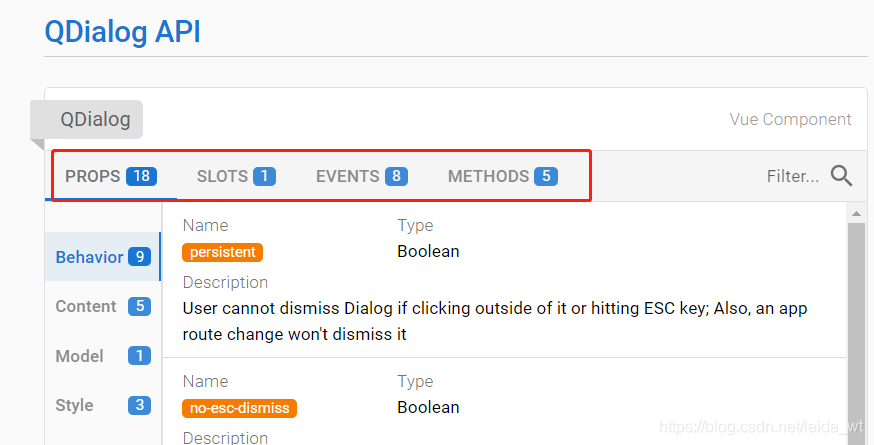 QDialog API
QDialog
Vue Component
PROPS 18 SLOTS 1 EVENTS 8 METHODS 5 Filter...
Behavior 9
Content 5
Model 1
Style 3
Name Type
persistent Boolean
Description
User cannot dismiss Dialog if clicking outside of it or hitting ESC key; Also, an app
route change won't dismiss it
Name Type
no-esc-dismiss Boolean
Description
https://blog.csdn.net/leida_wt